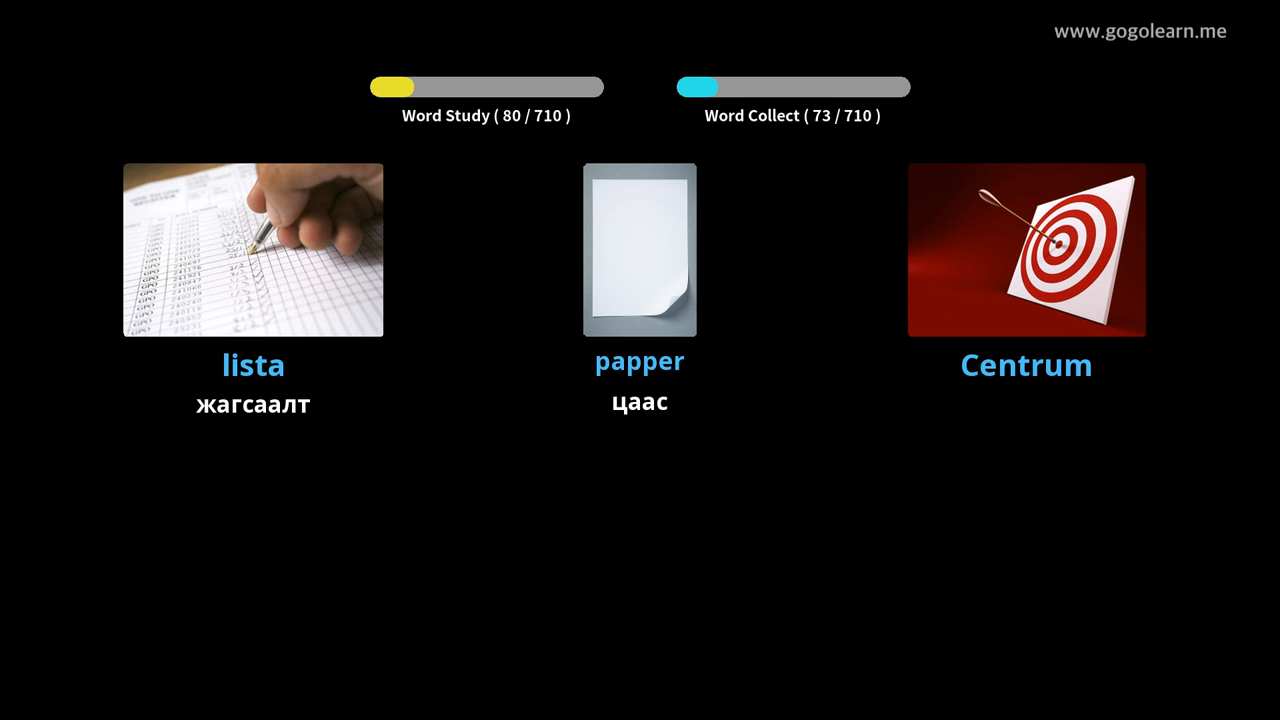 www.gogolearn.me
Word Study ( 80 / 710 )
Word Collect ( 73 / 710 )
lista
papper
Centrum
жагсаалт
цаас